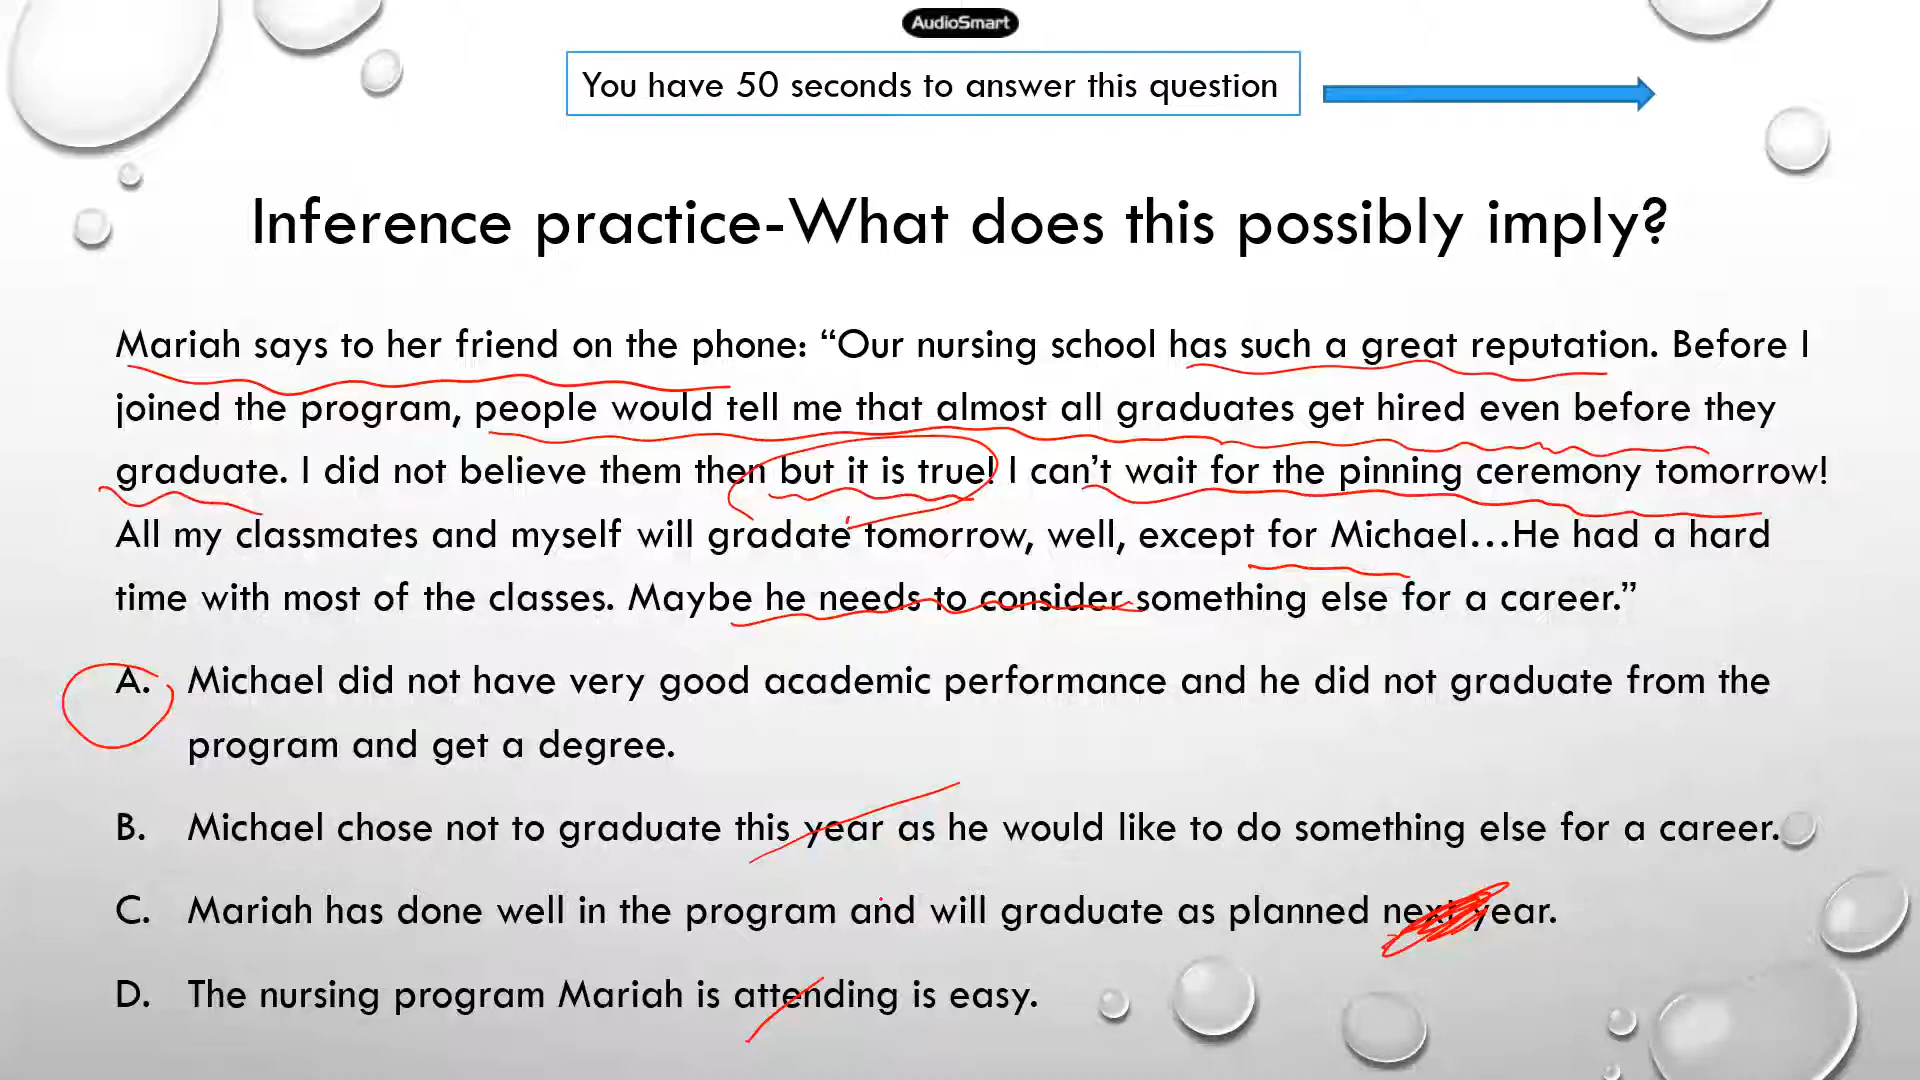 AudioSmart
You have 50 seconds to answer this question
Inference practice-What does this possibly imply?
Mariah says to her friend on the phone: “Our nursing school has such a great reputation. Before I
joined the program, people would tell me that almost all graduates get hired even before they
graduate. I did not believe them then but it is true! I can’t wait for the pinning ceremony tomorrow!
All my classmates and myself will gradate tomorrow, well, except for Michael…He had a hard
time with most of the classes. Maybe he needs to consider something else for a career.”
A. Michael did not have very good academic performance and he did not graduate from the
program and get a degree.
B. Michael chose not to graduate this year as he would like to do something else for a career.
C. Mariah has done well in the program and will graduate as planned next year.
D. The nursing program Mariah is attending is easy.